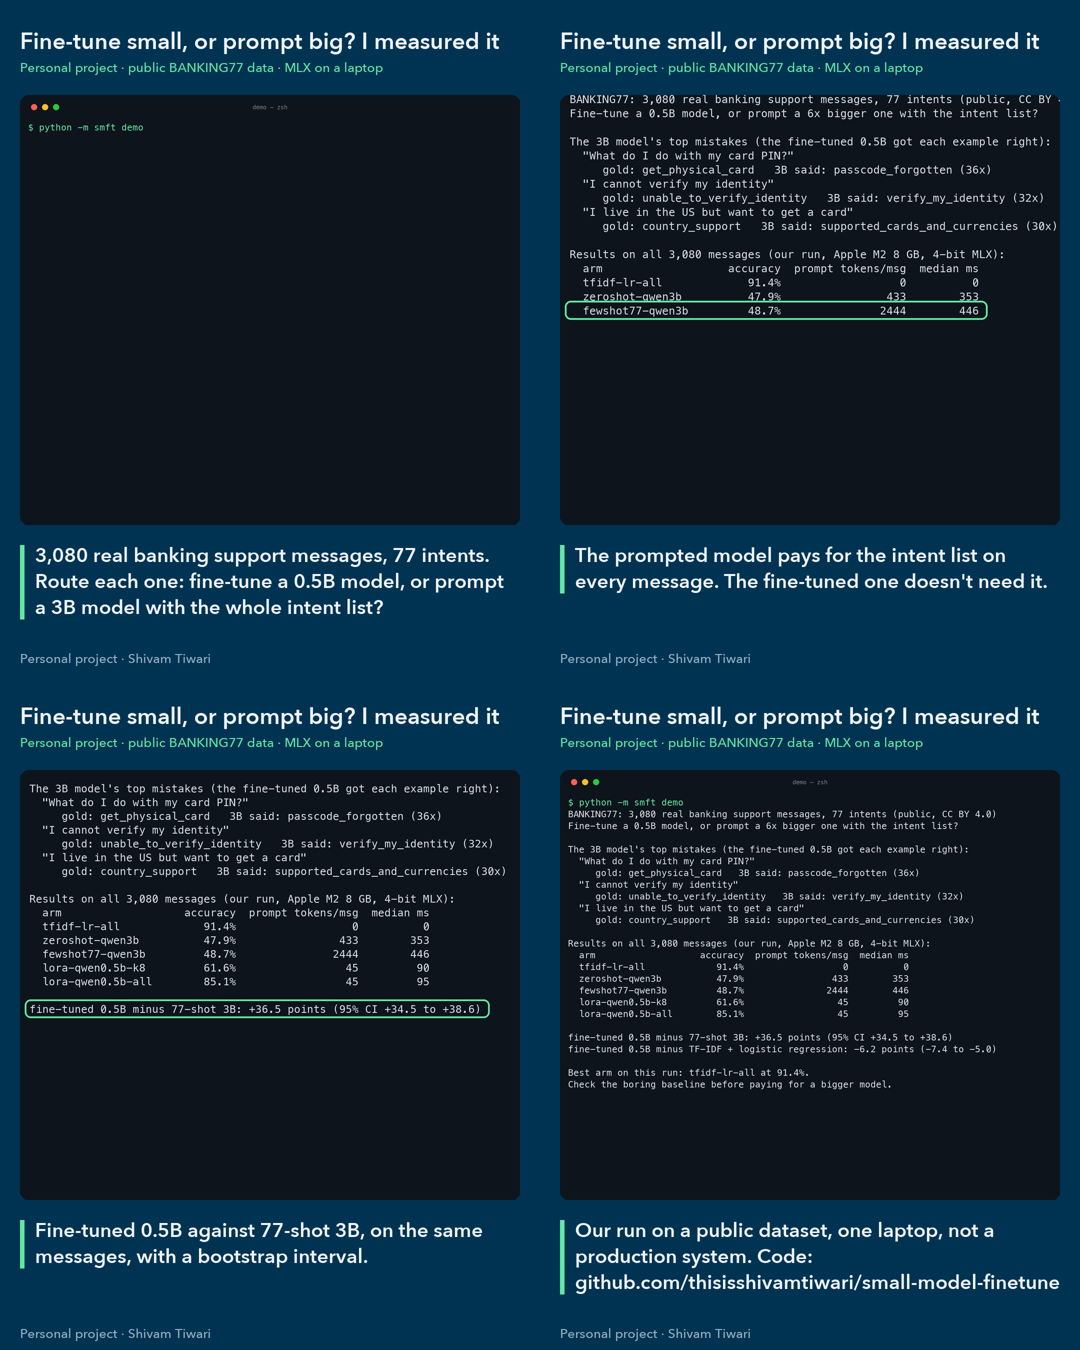 Fine-tune small, or prompt big? I measured it
Personal project · public BANKING77 data · MLX on a laptop
demo — zsh
$ python -m smft demo
3,080 real banking support messages, 77 intents.
Route each one: fine-tune a 0.5B model, or prompt
a 3B model with the whole intent list?
Personal project · Shivam Tiwari
Fine-tune small, or prompt big? I measured it
Personal project · public BANKING77 data · MLX on a laptop
BANKING77: 3,080 real banking support messages, 77 intents (public, CC BY
Fine-tune a 0.5B model, or prompt a 6x bigger one with the intent list?
The 3B model's top mistakes (the fine-tuned 0.5B got each example right):
"What do I do with my card PIN?"
gold: get_physical_card 3B said: passcode_forgotten (36x)
"I cannot verify my identity"
gold: unable_to_verify_identity 3B said: verify_my_identity (32x)
"I live in the US but want to get a card"
gold: country_support 3B said: supported_cards_and_currencies (30x)
Results on all 3,080 messages (our run, Apple M2 8 GB, 4-bit MLX):
arm accuracy prompt tokens/msg median ms
tfidf-lr-all 91.4% 0 0
zeroshot-qwen3b 47.9% 433 353
fewshot77-qwen3b 48.7% 2444 446
The prompted model pays for the intent list on
every message. The fine-tuned one doesn't need it.
Personal project · Shivam Tiwari
Fine-tune small, or prompt big? I measured it
Personal project · public BANKING77 data · MLX on a laptop
The 3B model's top mistakes (the fine-tuned 0.5B got each example right):
"What do I do with my card PIN?"
gold: get_physical_card 3B said: passcode_forgotten (36x)
"I cannot verify my identity"
gold: unable_to_verify_identity 3B said: verify_my_identity (32x)
"I live in the US but want to get a card"
gold: country_support 3B said: supported_cards_and_currencies (30x)
Results on all 3,080 messages (our run, Apple M2 8 GB, 4-bit MLX):
arm accuracy prompt tokens/msg median ms
tfidf-lr-all 91.4% 0 0
zeroshot-qwen3b 47.9% 433 353
fewshot77-qwen3b 48.7% 2444 446
lora-qwen0.5b-k8 61.6% 45 90
lora-qwen0.5b-all 85.1% 45 95
fine-tuned 0.5B minus 77-shot 3B: +36.5 points (95% CI +34.5 to +38.6)
Fine-tuned 0.5B against 77-shot 3B, on the same
messages, with a bootstrap interval.
Personal project · Shivam Tiwari
Fine-tune small, or prompt big? I measured it
Personal project · public BANKING77 data · MLX on a laptop
demo — zsh
$ python -m smft demo
BANKING77: 3,080 real banking support messages, 77 intents (public, CC BY 4.0)
Fine-tune a 0.5B model, or prompt a 6x bigger one with the intent list?
The 3B model's top mistakes (the fine-tuned 0.5B got each example right):
"What do I do with my card PIN?"
gold: get_physical_card 3B said: passcode_forgotten (36x)
"I cannot verify my identity"
gold: unable_to_verify_identity 3B said: verify_my_identity (32x)
"I live in the US but want to get a card"
gold: country_support 3B said: supported_cards_and_currencies (30x)
Results on all 3,080 messages (our run, Apple M2 8 GB, 4-bit MLX):
arm accuracy prompt tokens/msg median ms
tfidf-lr-all 91.4% 0 0
zeroshot-qwen3b 47.9% 433 353
fewshot77-qwen3b 48.7% 2444 446
lora-qwen0.5b-k8 61.6% 45 90
lora-qwen0.5b-all 85.1% 45 95
fine-tuned 0.5B minus 77-shot 3B: +36.5 points (95% CI +34.5 to +38.6)
fine-tuned 0.5B minus TF-IDF + logistic regression: -6.2 points (-7.4 to -5.0)
Best arm on this run: tfidf-lr-all at 91.4%.
Check the boring baseline before paying for a bigger model.
Our run on a public dataset, one laptop, not a
production system. Code:
github.com/thisisshivamtiwari/small-model-finetune
Personal project · Shivam Tiwari